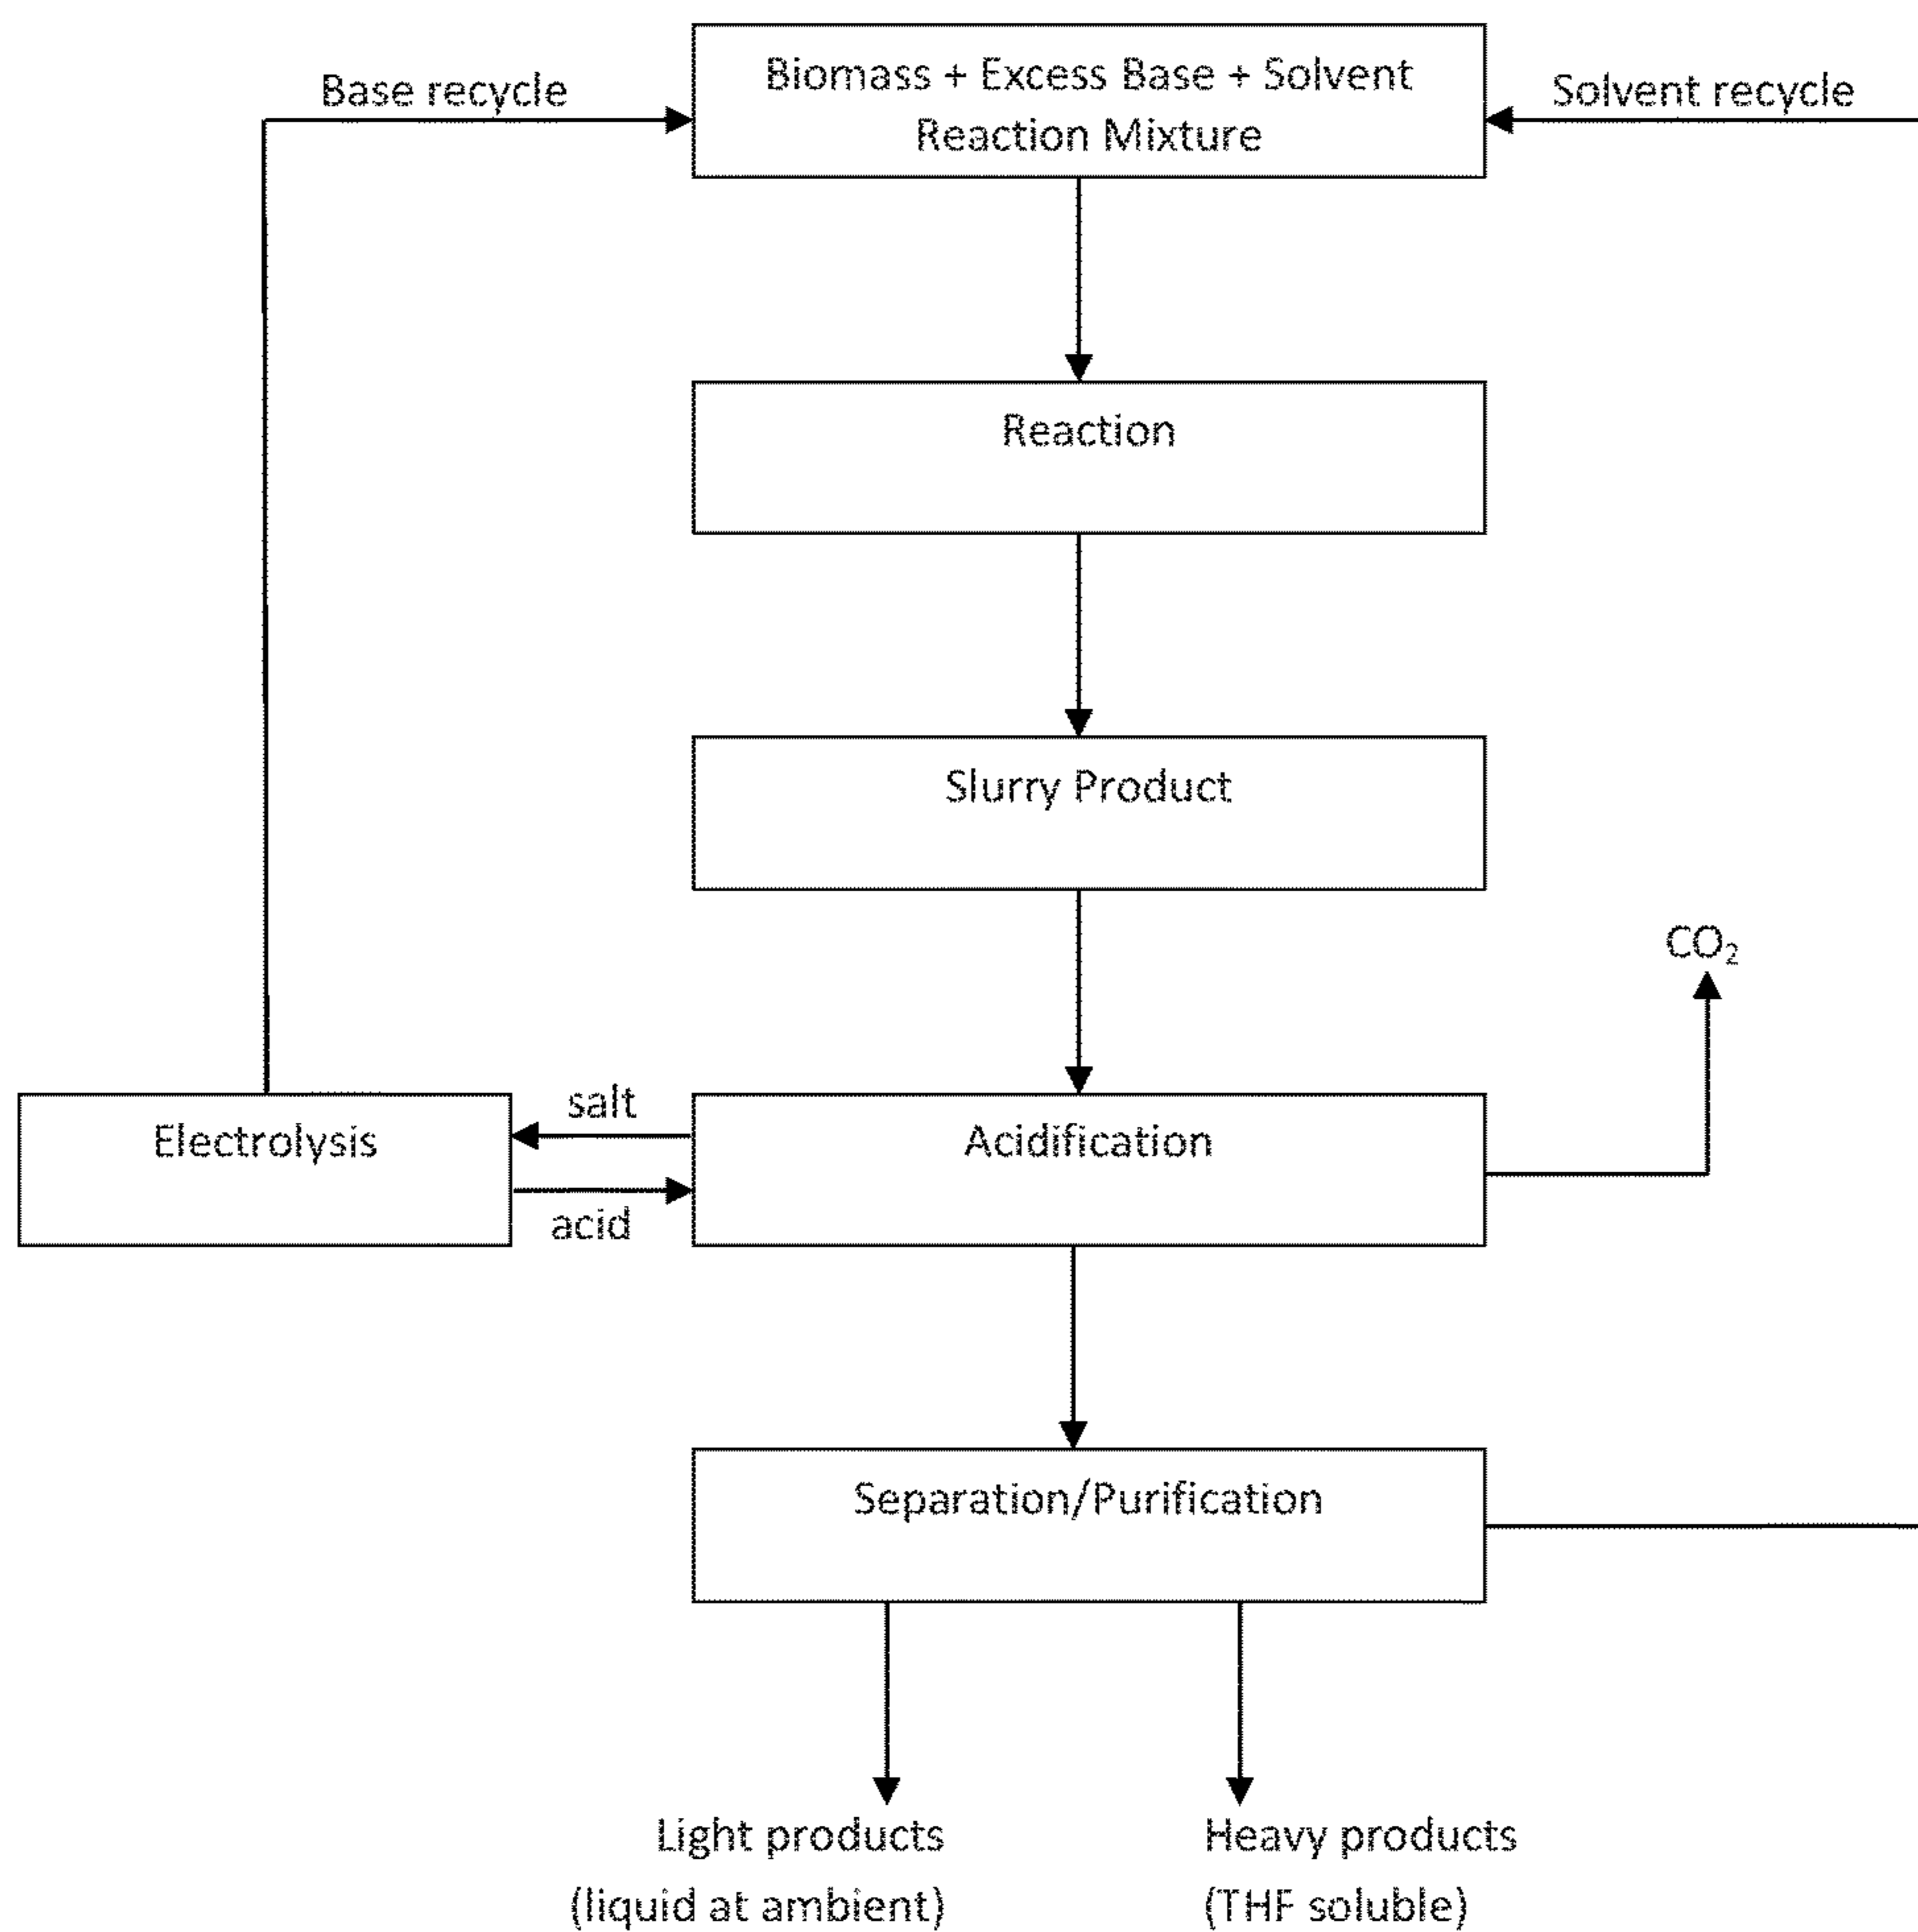 Base recycle
Biomass + Excess Base + Solvent
Reaction Mixture
Solvent recycle
Reaction
Slurry Product
CO₂
Electrolysis
salt
acid
Acidification
Separation/Purification
Light products
(liquid at ambient)
Heavy products
(THF soluble)